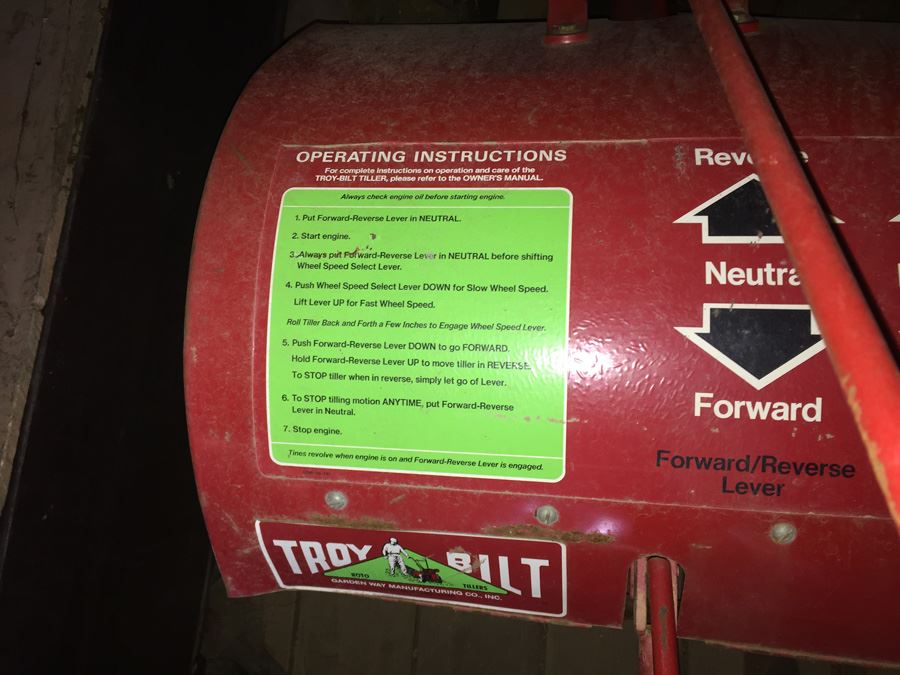 OPERATING INSTRUCTIONS
For complete instructions on operation and care of the
TROY-BILT TILLER, please refer to the OWNER'S MANUAL.
Always check engine oil before starting engine.
1. Put Forward-Reverse Lever in NEUTRAL.
2. Start engine.
3. Always put Forward-Reverse Lever in NEUTRAL before shifting
Wheel Speed Select Lever.
4. Push Wheel Speed Select Lever DOWN for Slow Wheel Speed.
Lift Lever UP for Fast Wheel Speed.
Roll Tiller Back and Forth a Few Inches to Engage Wheel Speed Lever.
5. Push Forward-Reverse Lever DOWN to go FORWARD.
Hold Forward-Reverse Lever UP to move tiller in REVERSE.
To STOP tiller when in reverse, simply let go of Lever.
6. To STOP tilling motion ANYTIME, put Forward-Reverse
Lever in Neutral.
7. Stop engine.
Tines revolve when engine is on and Forward-Reverse Lever is engaged.
Reverse
Neutral
Forward
Forward/Reverse
Lever
TROY BILT
ROTO TILLERS
GARDEN WAY MANUFACTURING CO., INC.